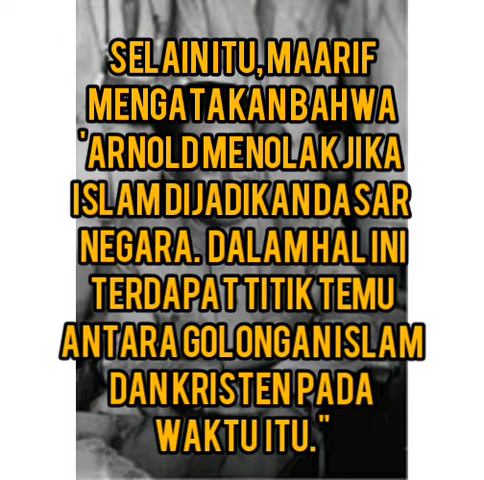 SELAIN ITU, MAARIF
MENGATAKAN BAHWA
'ARNOLD MENOLAK JIKA
ISLAM DIJADIKAN DASAR
NEGARA. DALAM HAL INI
TERDAPAT TITIK TEMU
ANTARA GOLONGAN ISLAM
DAN KRISTEN PADA
WAKTU ITU."